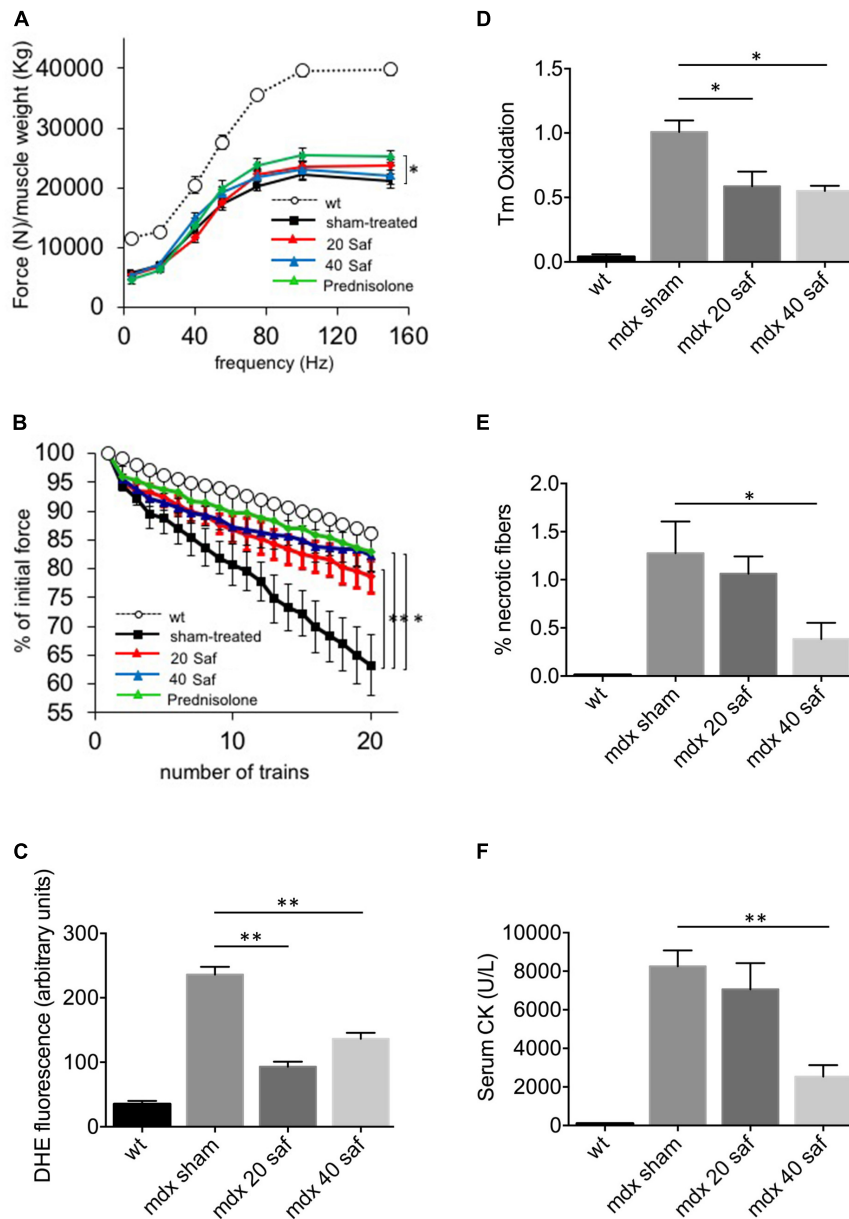 A
Force (N)/muscle weight (Kg)
40000
30000
20000
10000
0
0 40 80 120 160
frequency (Hz)
wt
sham-treated
20 Saf
40 Saf
Prednisolone
*
B
% of initial force
100
95
90
85
80
75
70
65
60
55
0 10 20
number of trains
wt
sham-treated
20 Saf
40 Saf
Prednisolone
* * *
C
DHE fluorescence (arbitrary units)
300
200
100
0
**
**
wt
mdx sham
mdx 20 saf
mdx 40 saf
D
Tm Oxidation
1.5
1.0
0.5
0.0
*
*
wt
mdx sham
mdx 20 saf
mdx 40 saf
E
% necrotic fibers
2.0
1.5
1.0
0.5
0.0
*
wt
mdx sham
mdx 20 saf
mdx 40 saf
F
Serum CK (U/L)
10000
8000
6000
4000
2000
0
**
wt
mdx sham
mdx 20 saf
mdx 40 saf